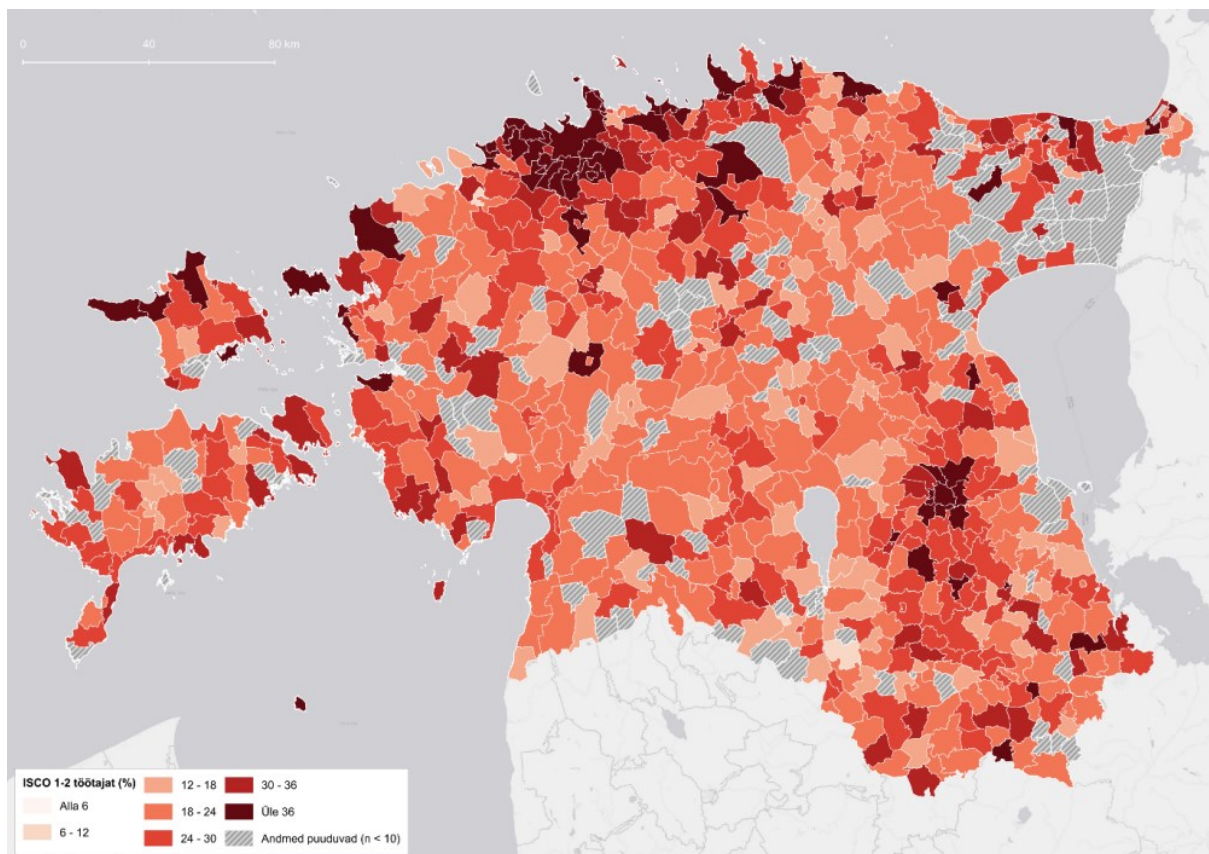 0 40 80 km
ISCO 1-2 töötajat (%)
Alla 6
6 - 12
12 - 18
18 - 24
24 - 30
30 - 36
Üle 36
Andmed puuduvad (n < 10)